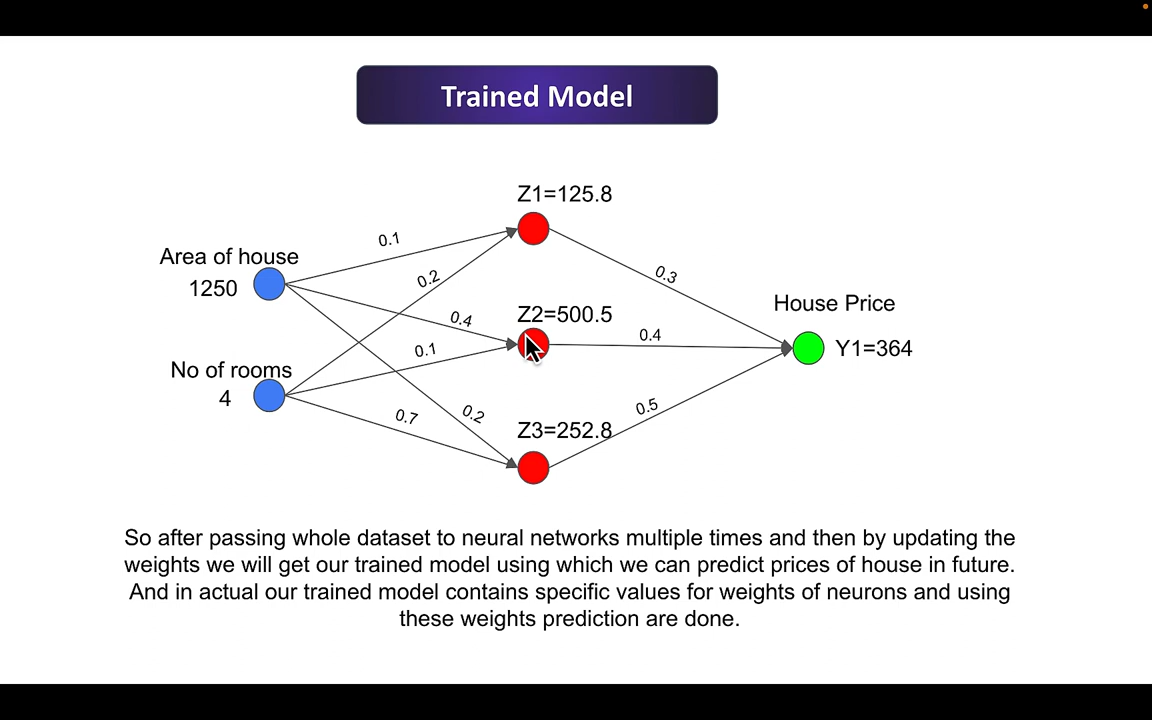 Trained Model
Z1=125.8
0.1
Area of house
1250
0.2
0.3
0.4
Z2=500.5
House Price
0.4
Y1=364
0.1
No of rooms
4
0.7
0.2
0.5
Z3=252.8
So after passing whole dataset to neural networks multiple times and then by updating the
weights we will get our trained model using which we can predict prices of house in future.
And in actual our trained model contains specific values for weights of neurons and using
these weights prediction are done.